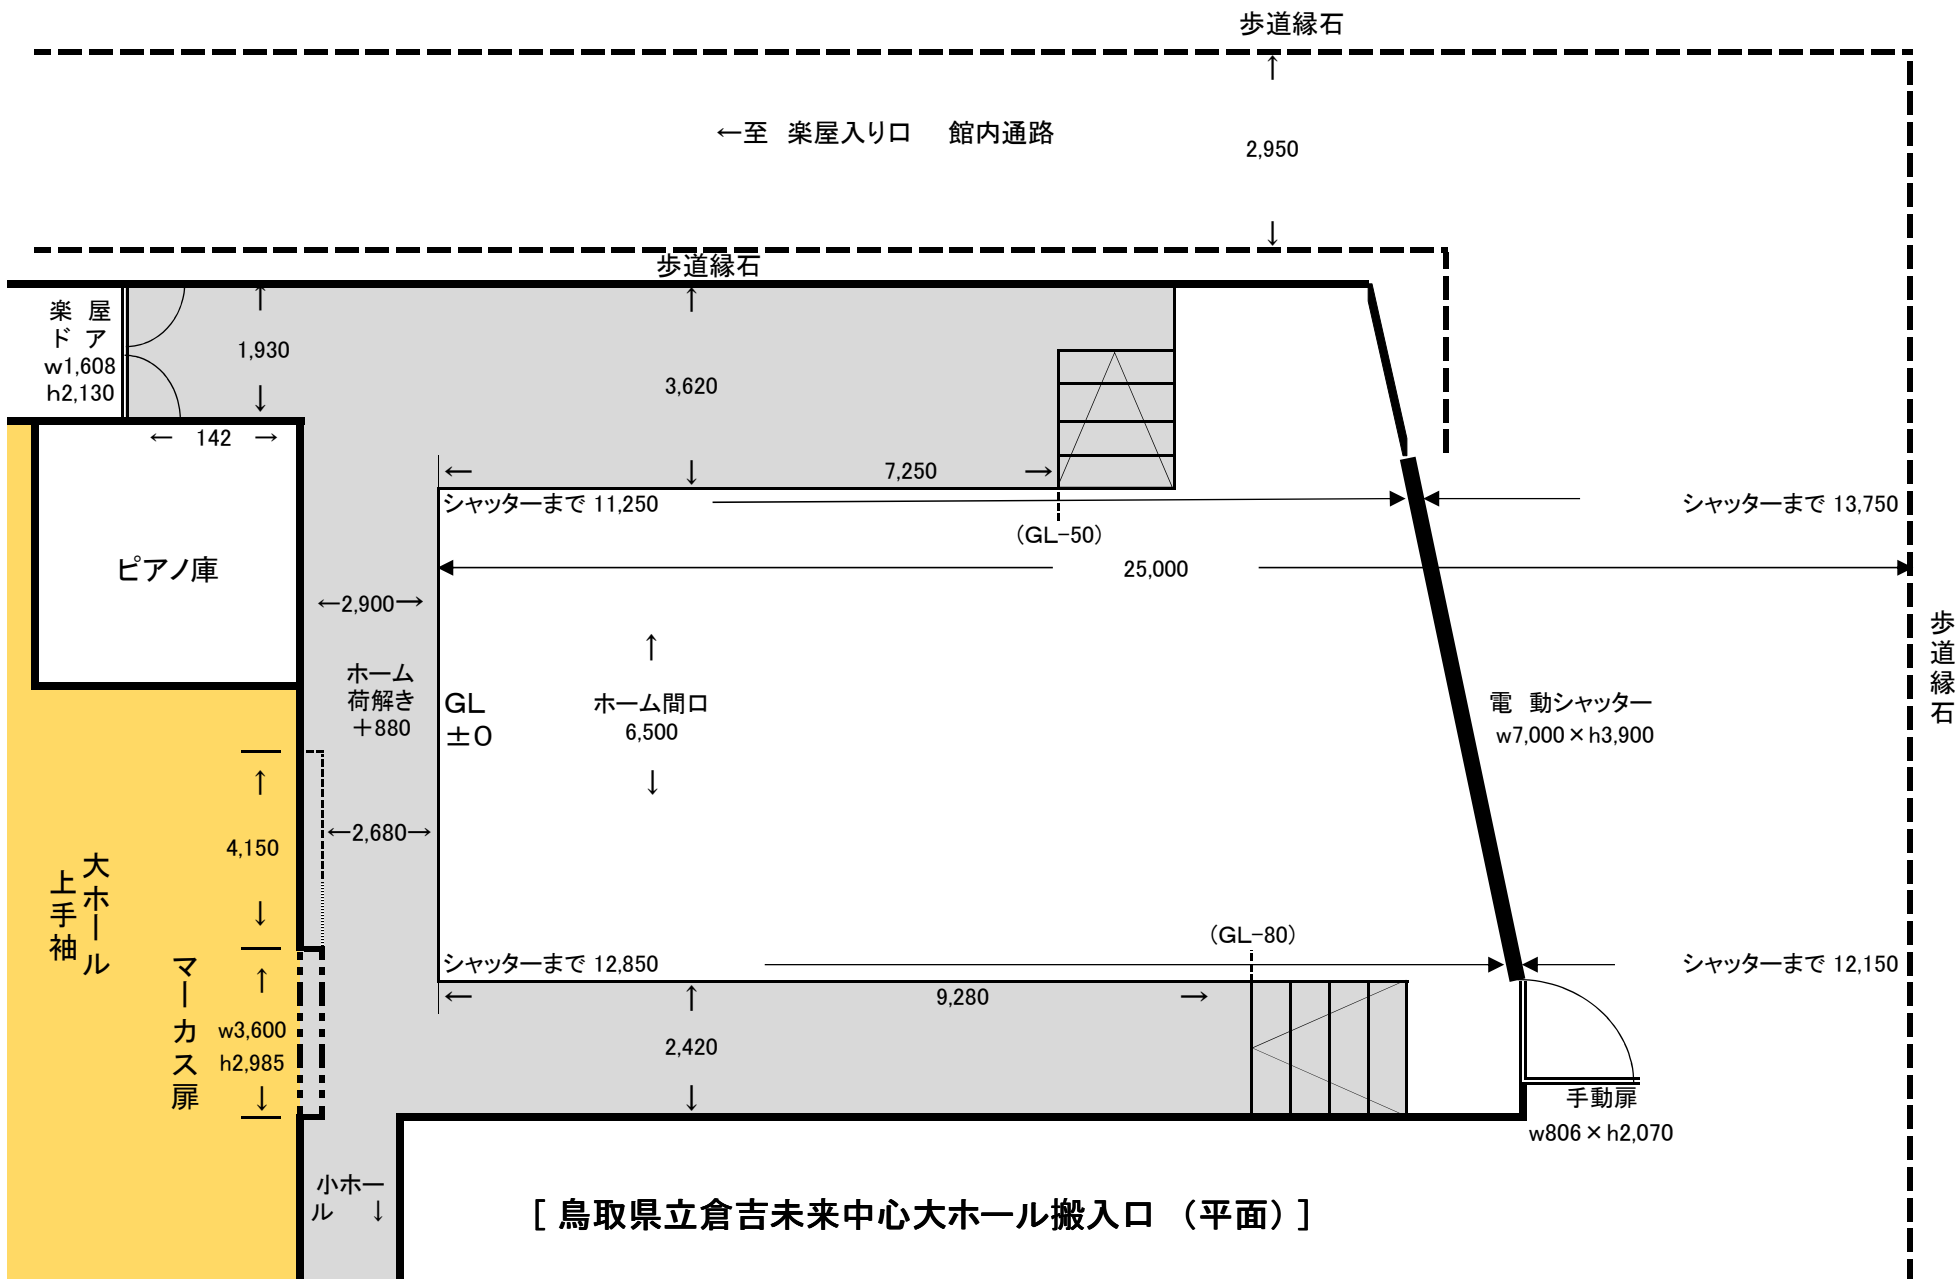 歩道縁石
←至 楽屋入り口 館内通路
2,950
歩道縁石
楽 屋
ド ア
w1,608
h2,130
1,930
3,620
← 142 →
7,250
シャッターまで 11,250
シャッターまで 13,750
(GL-50)
25,000
ピアノ庫
←2,900→
ホーム
荷解き
+880
GL
±0
ホーム間口
6,500
電 動シャッター
w7,000×h3,900
歩道縁石
←2,680→
4,150
大ホール
上手袖
マーカス扉
w3,600
h2,985
(GL-80)
シャッターまで 12,850
シャッターまで 12,150
9,280
2,420
手動扉
w806×h2,070
小ホー
ル ↓
[ 鳥取県立倉吉未来中心大ホール搬入口 (平面) ]